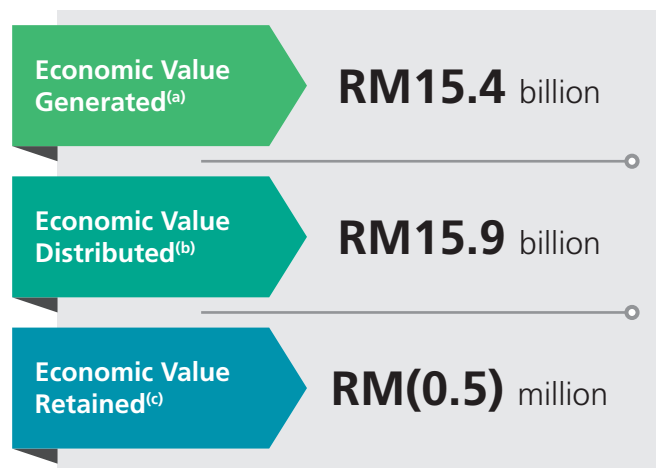 Economic Value
Generated(a)
RM15.4 billion
Economic Value
Distributed(b)
RM15.9 billion
Economic Value
Retained(c)
RM(0.5) million